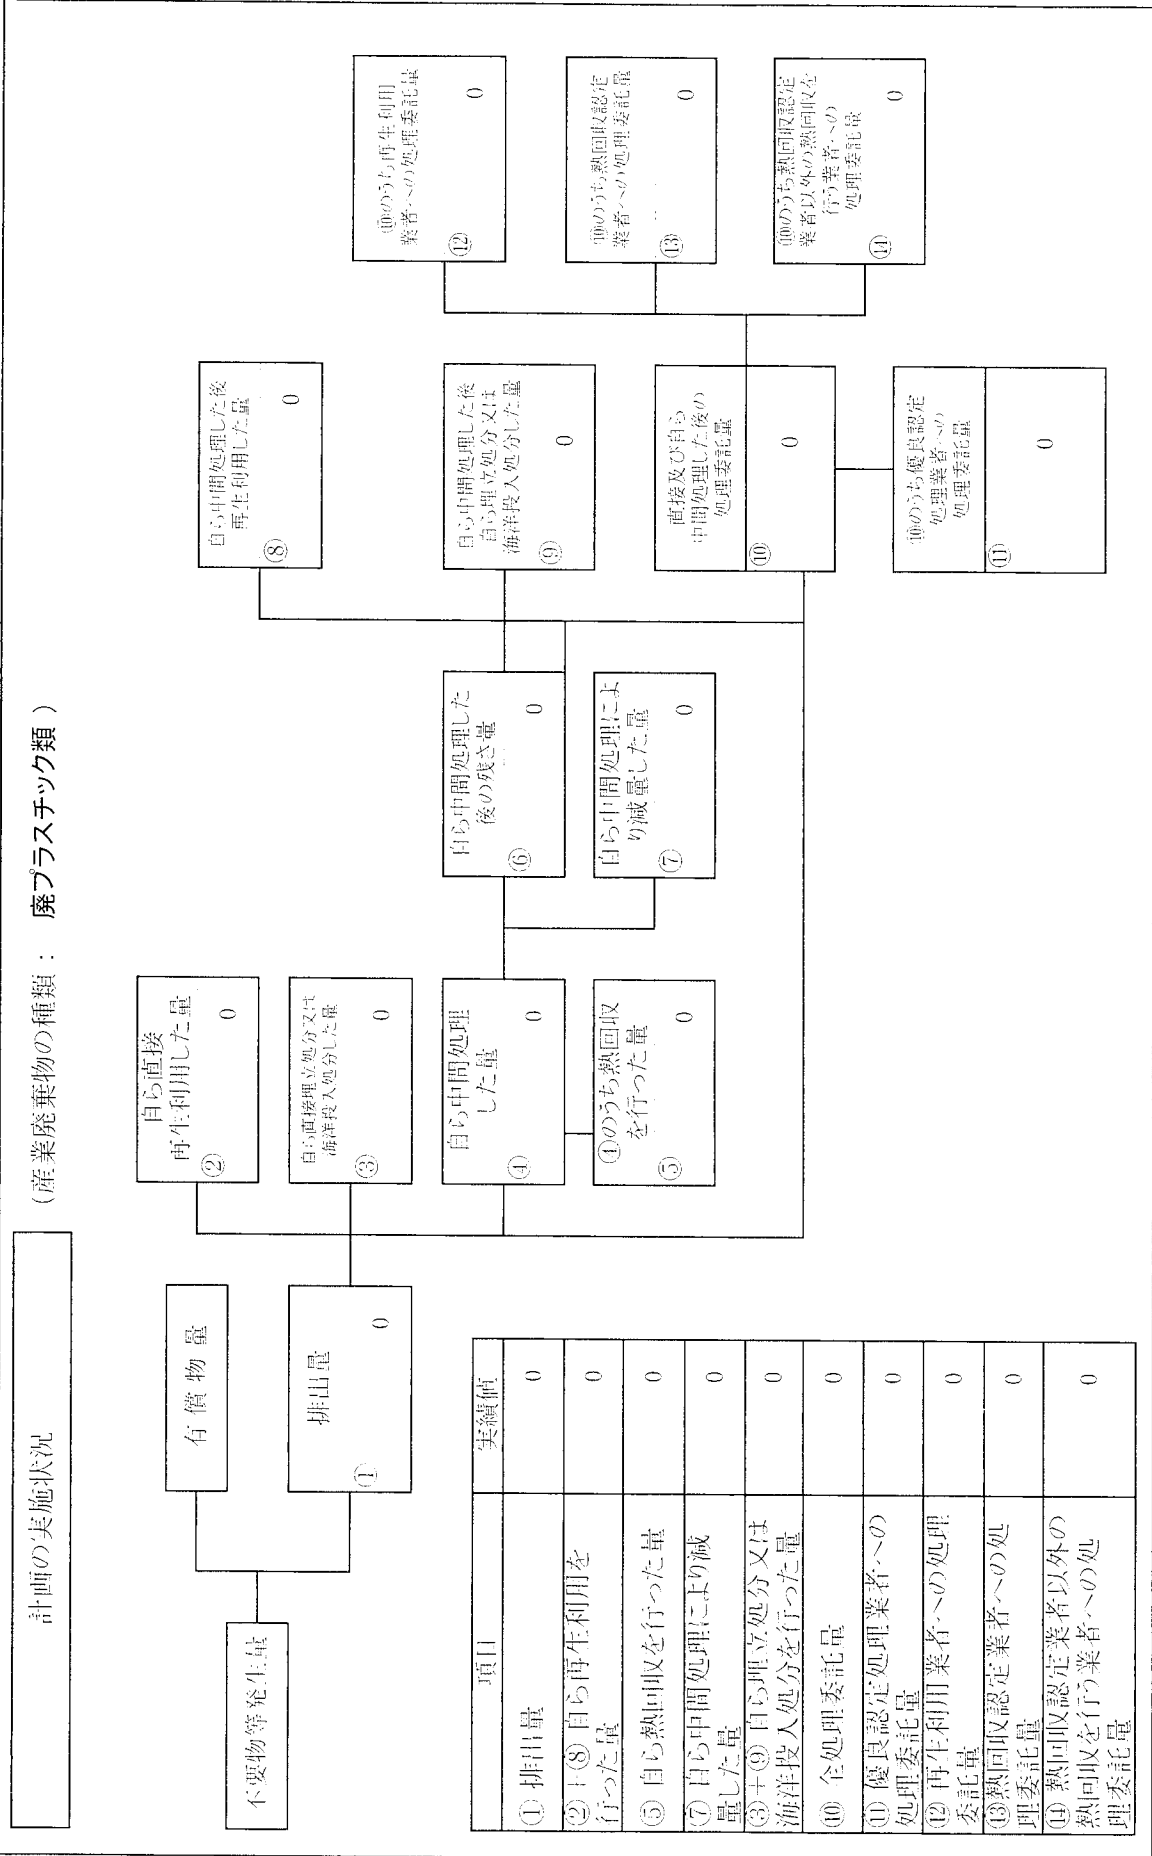 計画の実施状況
(産業廃棄物の種類： 廃プラスチック類 )
不要物等発生量
有償物量
排出量
① 0
自ら直接
再生利用した量
② 0
自ら直接埋立処分又は
海洋投入処分した量
③ 0
自ら中間処理
した量
④ 0
④のうち熱回収
を行った量
⑤ 0
自ら中間処理した
後の残さ量
⑥ 0
自ら中間処理によ
り減量した量
⑦ 0
自ら中間処理した後
再生利用した量
⑧ 0
自ら中間処理した後
自ら埋立処分又は
海洋投入処分した量
⑨ 0
直接及び自ら
中間処理した後の
処理委託量
⑩ 0
⑩のうち優良認定
処理業者への
処理委託量
⑪ 0
⑩のうち再生利用
業者への処理委託量
⑫ 0
⑩のうち熱回収認定
業者への処理委託量
⑬ 0
⑩のうち熱回収認定
業者以外の熱回収を
行う業者への
処理委託量
⑭ 0
項目 実績値
① 排出量 0
②+⑧ 自ら再生利用を
行った量 0
⑤ 自ら熱回収を行った量 0
⑦ 自ら中間処理により減
量した量 0
③+⑨ 自ら埋立処分又は
海洋投入処分を行った量 0
⑩ 全処理委託量 0
⑪ 優良認定処理業者への
処理委託量 0
⑫ 再生利用業者への処理
委託量 0
⑬熱回収認定業者への処
理委託量 0
⑭ 熱回収認定業者以外の
熱回収を行う業者への処
理委託量 0